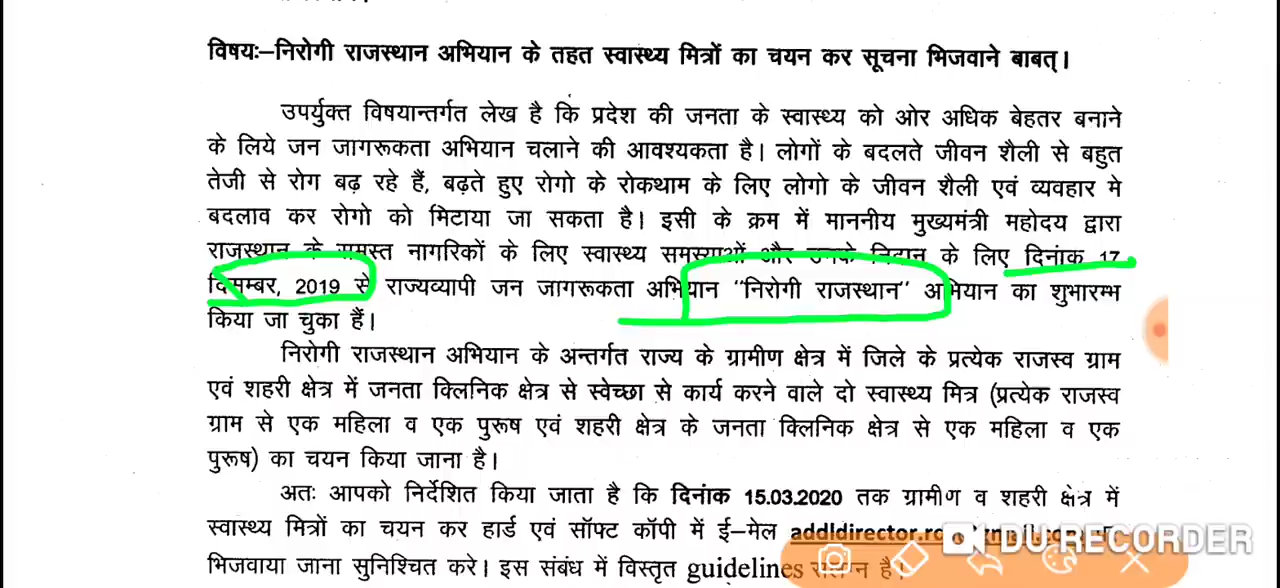 विषयः–निरोगी राजस्थान अभियान के तहत स्वास्थ्य मित्रों का चयन कर सूचना भिजवाने बाबत्।
उपर्युक्त विषयान्तर्गत लेख है कि प्रदेश की जनता के स्वास्थ्य को ओर अधिक बेहतर बनाने
के लिये जन जागरूकता अभियान चलाने की आवश्यकता है। लोगों के बदलते जीवन शैली से बहुत
तेजी से रोग बढ़ रहे हैं, बढ़ते हुए रोगो के रोकथाम के लिए लोगो के जीवन शैली एवं व्यवहार मे
बदलाव कर रोगो को मिटाया जा सकता है। इसी के क्रम में माननीय मुख्यमंत्री महोदय द्वारा
राजस्थान के समस्त नागरिकों के लिए स्वास्थ्य समस्याओं और उनके निदान के लिए दिनांक 17
दिसम्बर, 2019 से राज्यव्यापी जन जागरूकता अभियान "निरोगी राजस्थान" अभियान का शुभारम्भ
किया जा चुका हैं।
निरोगी राजस्थान अभियान के अन्तर्गत राज्य के ग्रामीण क्षेत्र में जिले के प्रत्येक राजस्व ग्राम
एवं शहरी क्षेत्र में जनता क्लिनिक क्षेत्र से स्वेच्छा से कार्य करने वाले दो स्वास्थ्य मित्र (प्रत्येक राजस्व
ग्राम से एक महिला व एक पुरूष एवं शहरी क्षेत्र के जनता क्लिनिक क्षेत्र से एक महिला व एक
पुरूष) का चयन किया जाना है।
अतः आपको निर्देशित किया जाता है कि दिनांक 15.03.2020 तक ग्रामीण व शहरी क्षेत्र में
स्वास्थ्य मित्रों का चयन कर हार्ड एवं सॉफ्ट कॉपी में ई–मेल
भिजवाया जाना सुनिश्चित करे। इस संबंध में विस्तृत guidelines संलग्न है।
DU RECORDER